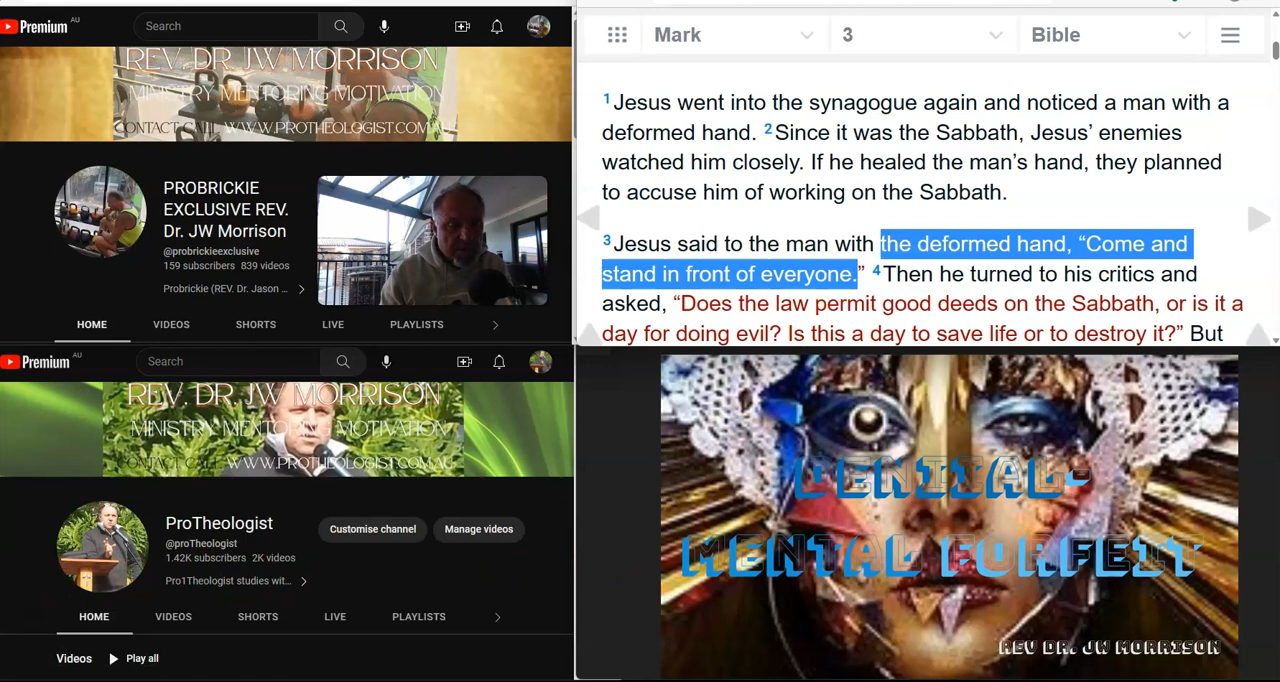 Premium AU
Search
REV. DR. JW MORRISON
MINISTRY MENTORING MOTIVATION
CONTACT CALL WWW.PROTHEOLOGIST.COM.AU
PROBRICKIE
EXCLUSIVE REV.
Dr. JW Morrison
@probrickieexclusive
159 subscribers 839 videos
Probrickie (REV. Dr. Jason ...
HOME VIDEOS SHORTS LIVE PLAYLISTS
Premium AU
Search
REV. DR. JW MORRISON
MINISTRY MENTORING MOTIVATION
CONTACT CALL WWW.PROTHEOLOGIST.COM.AU
ProTheologist
@proTheologist
1.42K subscribers 2K videos
Pro1Theologist studies wit...
Customise channel Manage videos
HOME VIDEOS SHORTS LIVE PLAYLISTS
Videos Play all
Mark 3 Bible
1 Jesus went into the synagogue again and noticed a man with a
deformed hand. 2 Since it was the Sabbath, Jesus’ enemies
watched him closely. If he healed the man’s hand, they planned
to accuse him of working on the Sabbath.
3 Jesus said to the man with the deformed hand, “Come and
stand in front of everyone.” 4 Then he turned to his critics and
asked, “Does the law permit good deeds on the Sabbath, or is it a
day for doing evil? Is this a day to save life or to destroy it?” But
DENIAL-
MENTAL FORFEIT
REV DR. JW MORRISON